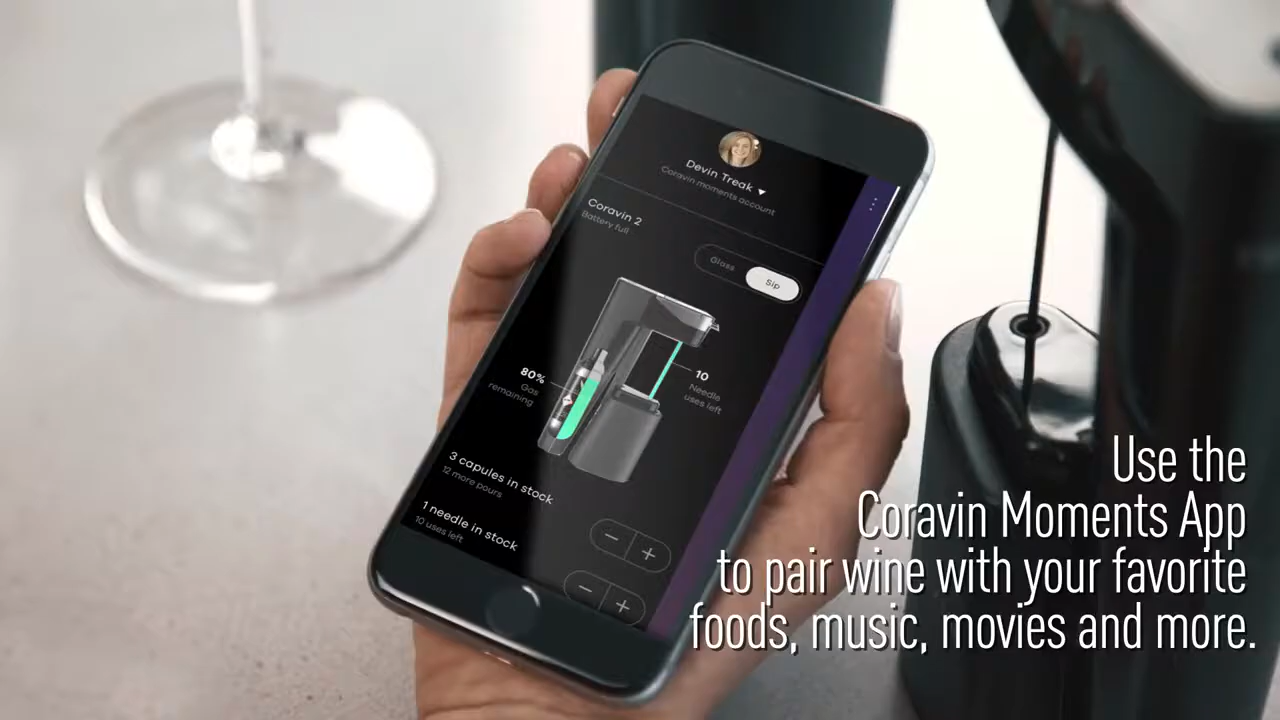 Devin Treak
Coravin moments account
Coravin 2
Battery full
Glass
Sip
80%
Gas
remaining
10
Needle
uses left
3 capules in stock
12 more pours
1 needle in stock
10 uses left
Use the
Coravin Moments App
to pair wine with your favorite
foods, music, movies and more.